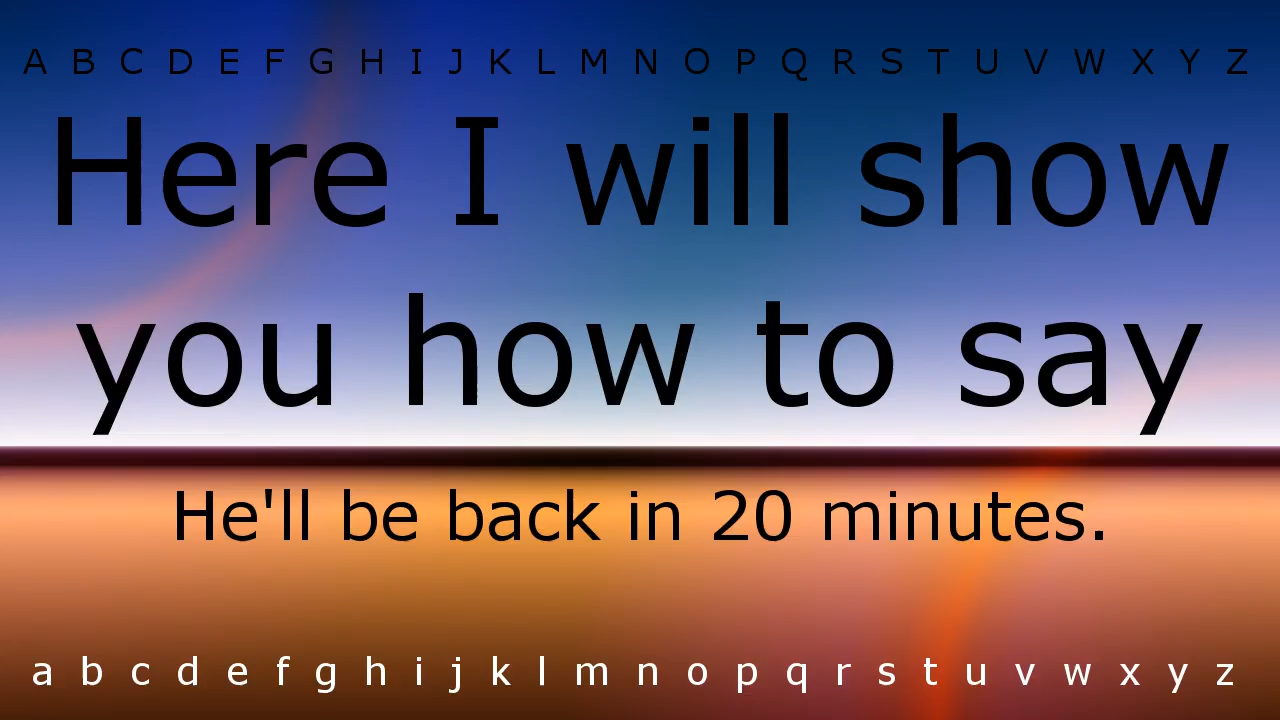 A B C D E F G H I J K L M N O P Q R S T U V W X Y Z
Here I will show
you how to say
He'll be back in 20 minutes.
a b c d e f g h i j k l m n o p q r s t u v w x y z